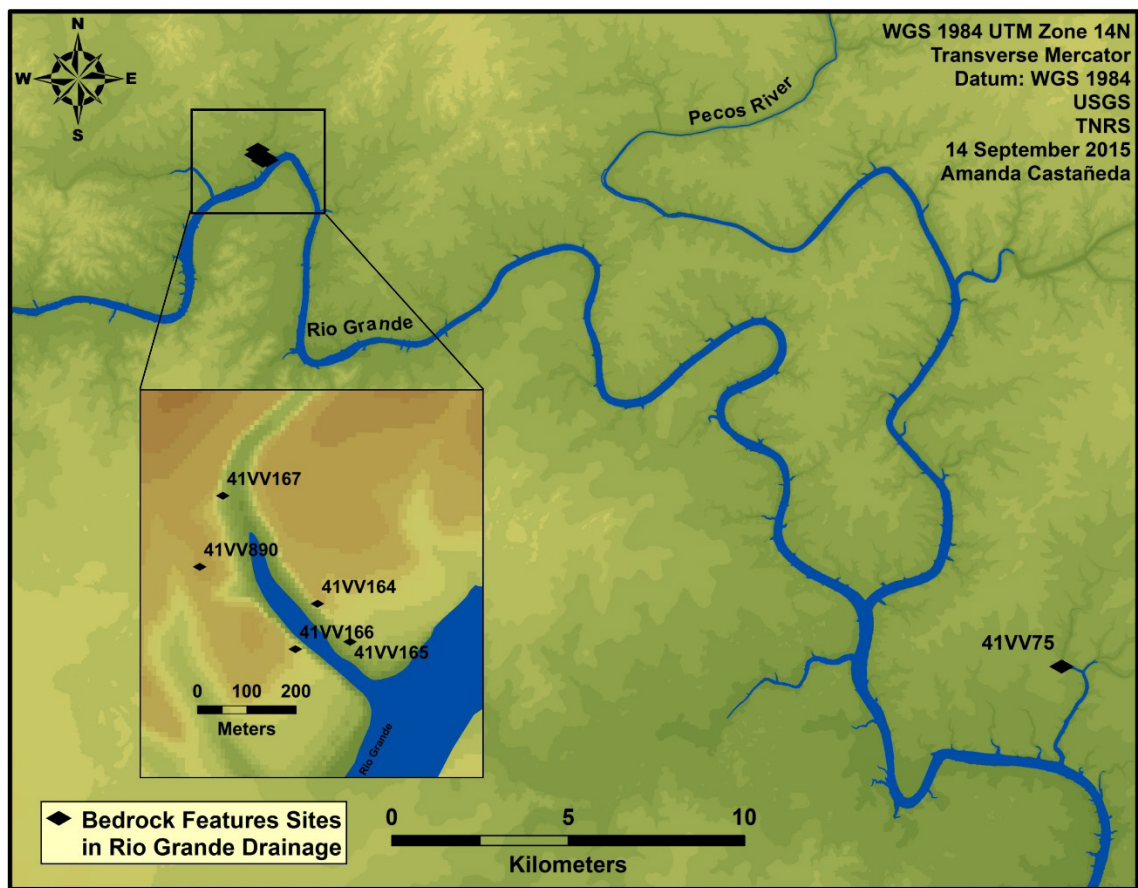 N
W E
S
WGS 1984 UTM Zone 14N
Transverse Mercator
Datum: WGS 1984
USGS
TNRS
14 September 2015
Amanda Castañeda
Pecos River
Rio Grande
41VV167
41VV890
41VV164
41VV166
41VV165
0 100 200
Meters
Rio Grande
41VV75
Bedrock Features Sites
in Rio Grande Drainage
0 5 10
Kilometers